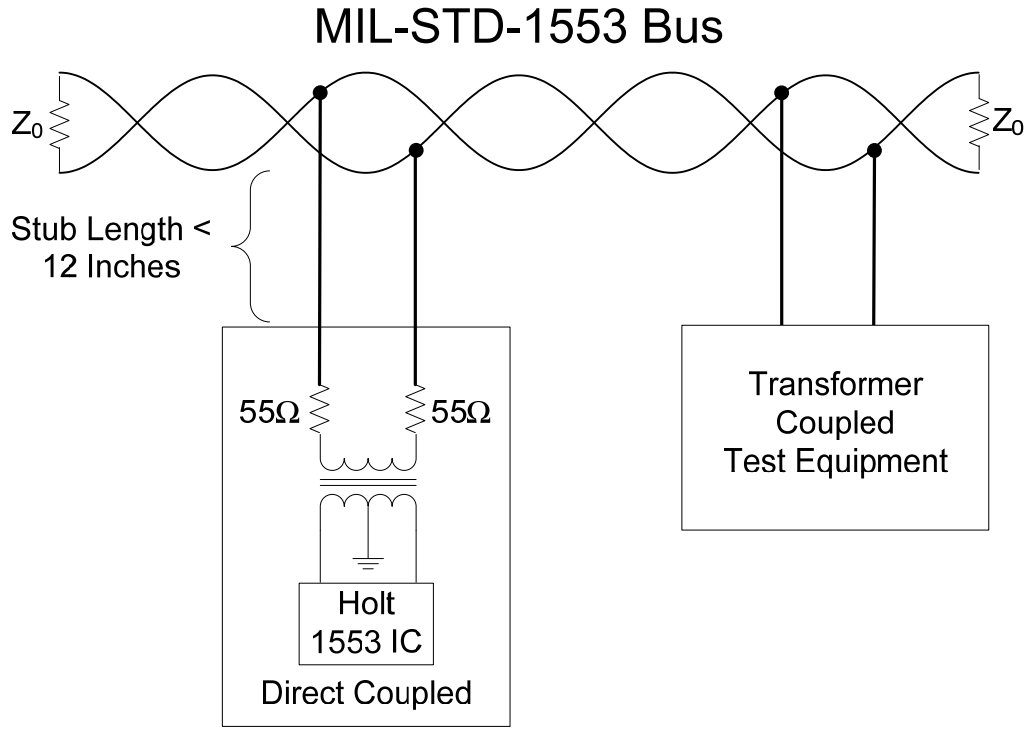 MIL-STD-1553 Bus
Z₀
Z₀
Stub Length <
12 Inches
55Ω
55Ω
Transformer
Coupled
Test Equipment
Holt
1553 IC
Direct Coupled